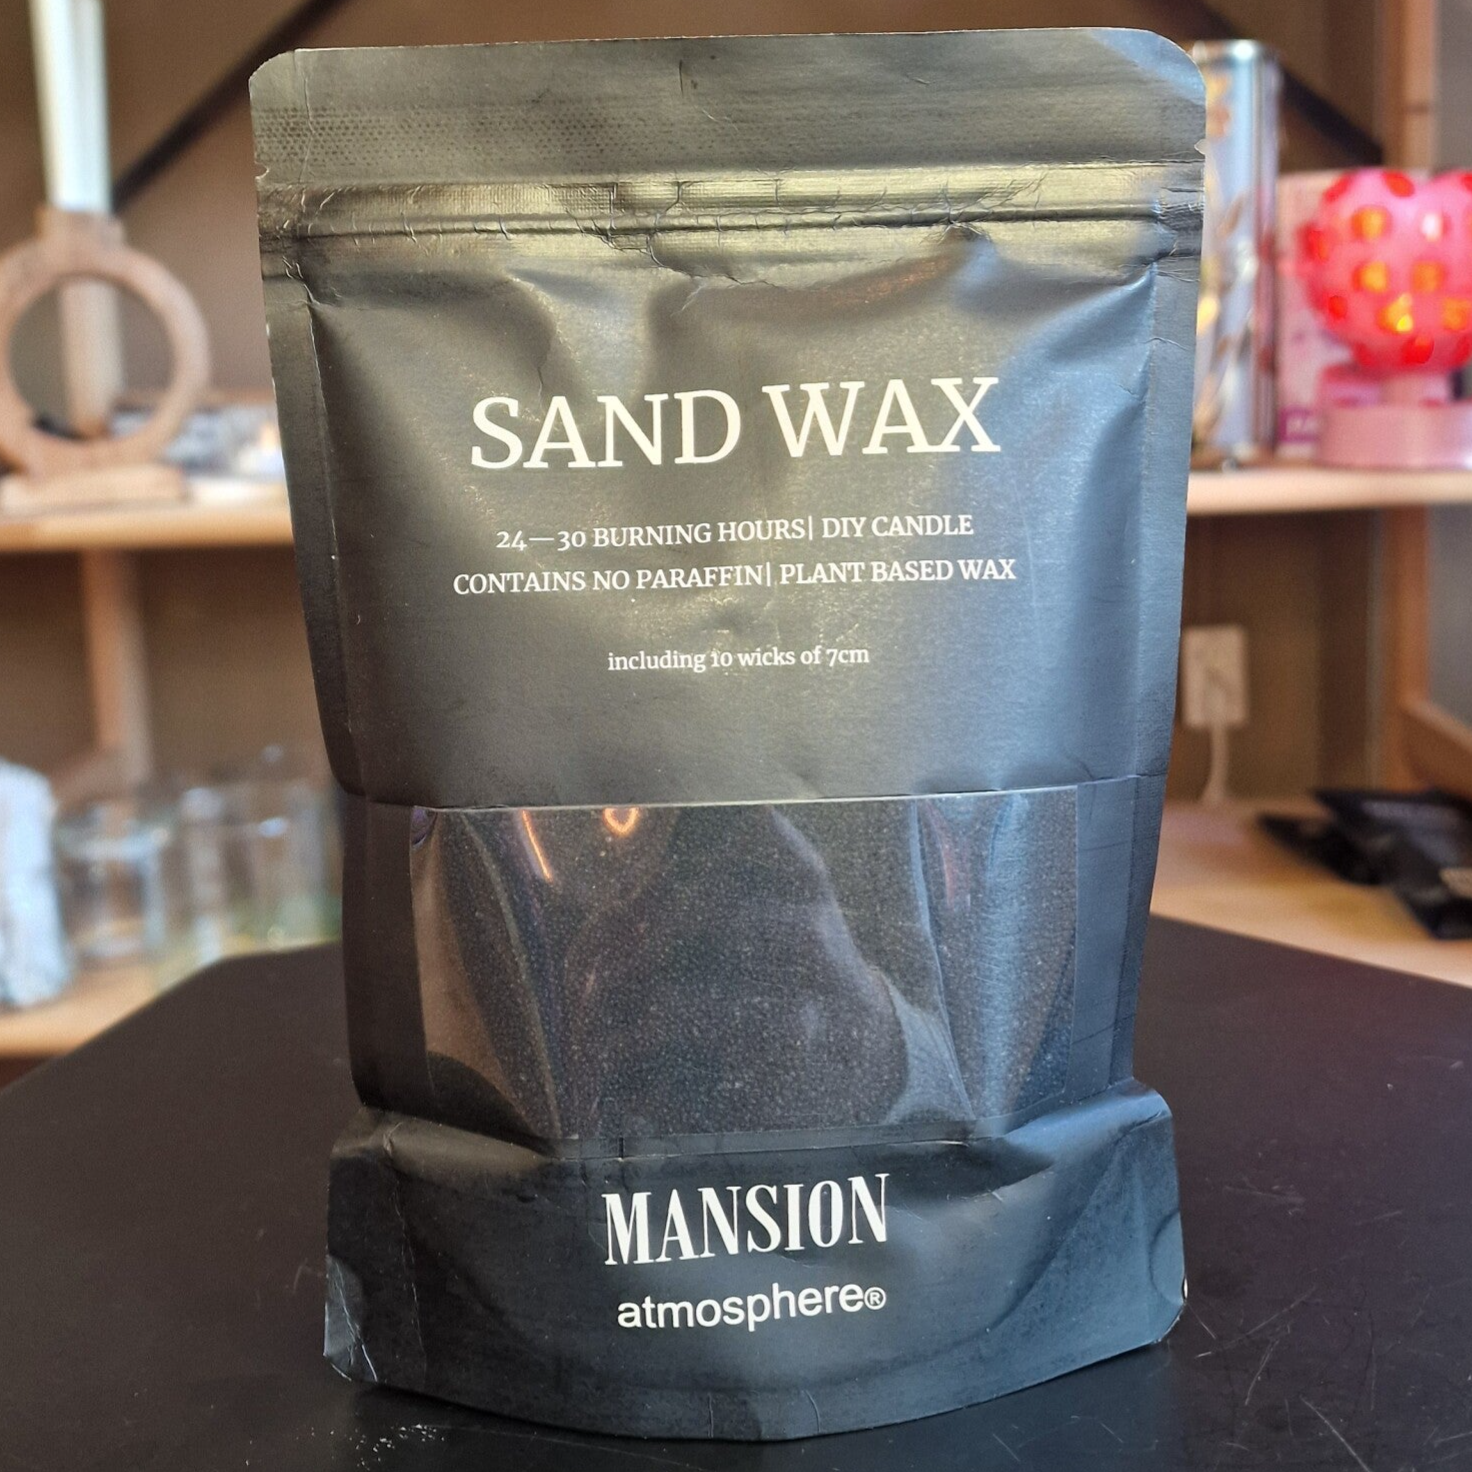 SAND WAX
24—30 BURNING HOURS| DIY CANDLE
CONTAINS NO PARAFFIN| PLANT BASED WAX
including 10 wicks of 7cm
MANSION
atmosphere®